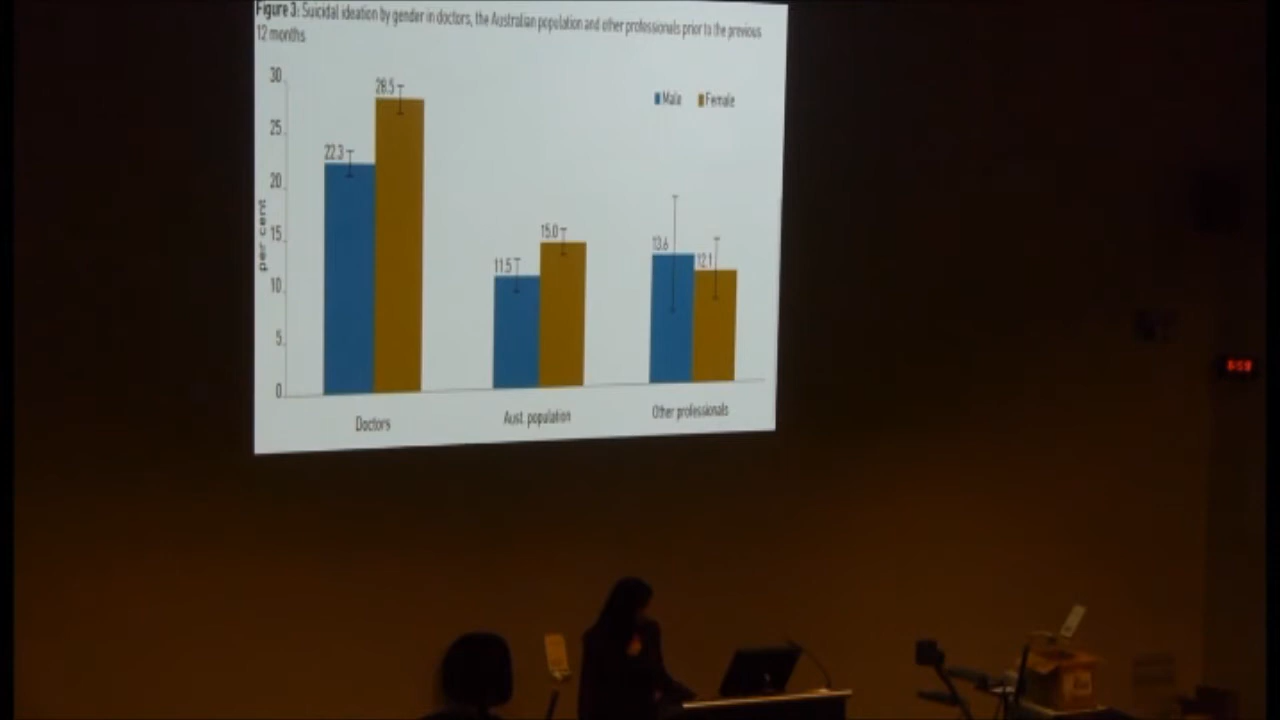 Figure 3: Suicidal ideation by gender in doctors, the Australian population and other professionals prior to the previous
12 months
30
25
20
15
10
5
0
per cent
Male Female
22.3
28.5
11.5
15.0
13.6
12.1
Doctors
Aust. population
Other professionals